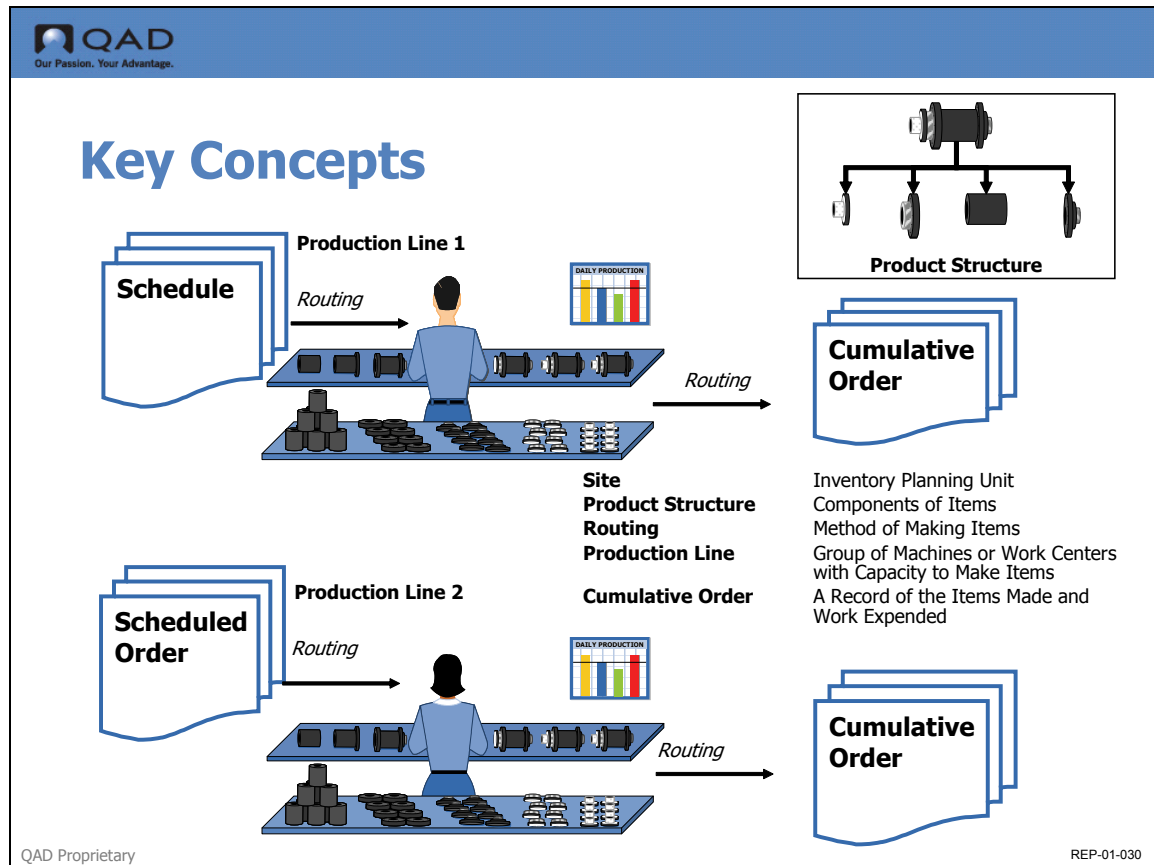 QAD
Our Passion. Your Advantage.
Key Concepts
Product Structure
Production Line 1
Schedule
Routing
DAILY PRODUCTION
Routing
Cumulative
Order
Site Inventory Planning Unit
Product Structure Components of Items
Routing Method of Making Items
Production Line Group of Machines or Work Centers
with Capacity to Make Items
Cumulative Order A Record of the Items Made and
Work Expended
Production Line 2
Scheduled
Order
Routing
DAILY PRODUCTION
Routing
Cumulative
Order
QAD Proprietary
REP-01-030